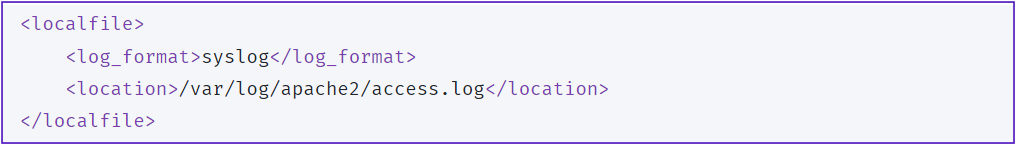 <localfile>
    <log_format>syslog</log_format>
    <location>/var/log/apache2/access.log</location>
</localfile>